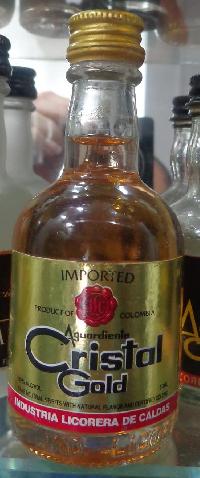 IMPORTED
PRODUCT OF COLOMBIA
Aguardiente
Cristal
Gold
INDUSTRIA LICORERA DE CALDAS